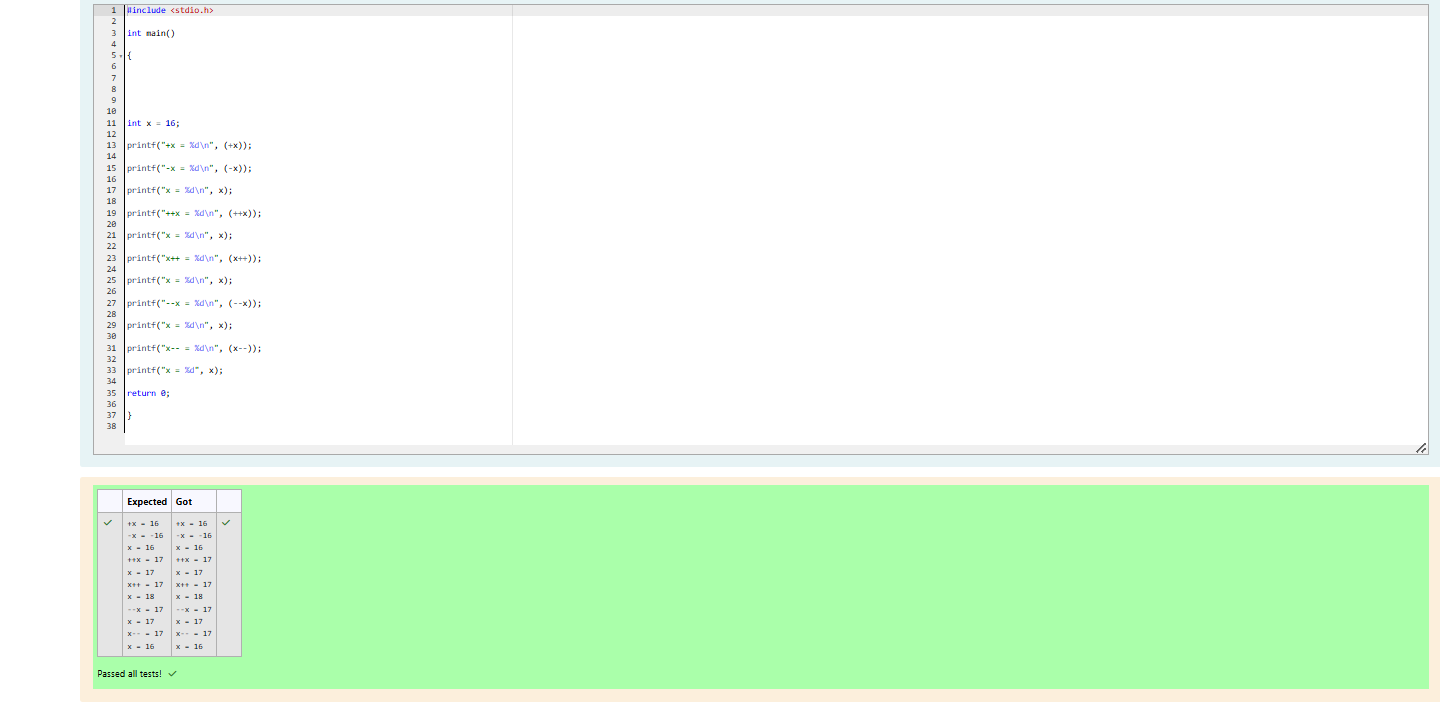 1 #include <stdio.h>
2
3 int main()
4
5 {
6
7
8
9
10
11 int x = 16;
12
13 printf("+x = %d\n", (+x));
14
15 printf("-x = %d\n", (-x));
16
17 printf("x = %d\n", x);
18
19 printf("++x = %d\n", (++x));
20
21 printf("x = %d\n", x);
22
23 printf("x++ = %d\n", (x++));
24
25 printf("x = %d\n", x);
26
27 printf("--x = %d\n", (--x));
28
29 printf("x = %d\n", x);
30
31 printf("x-- = %d\n", (x--));
32
33 printf("x = %d", x);
34
35 return 0;
36
37 }
38
Expected Got
+x = 16 +x = 16
-x = -16 -x = -16
x = 16 x = 16
++x = 17 ++x = 17
x = 17 x = 17
x++ = 17 x++ = 17
x = 18 x = 18
--x = 17 --x = 17
x = 17 x = 17
x-- = 17 x-- = 17
x = 16 x = 16
Passed all tests!